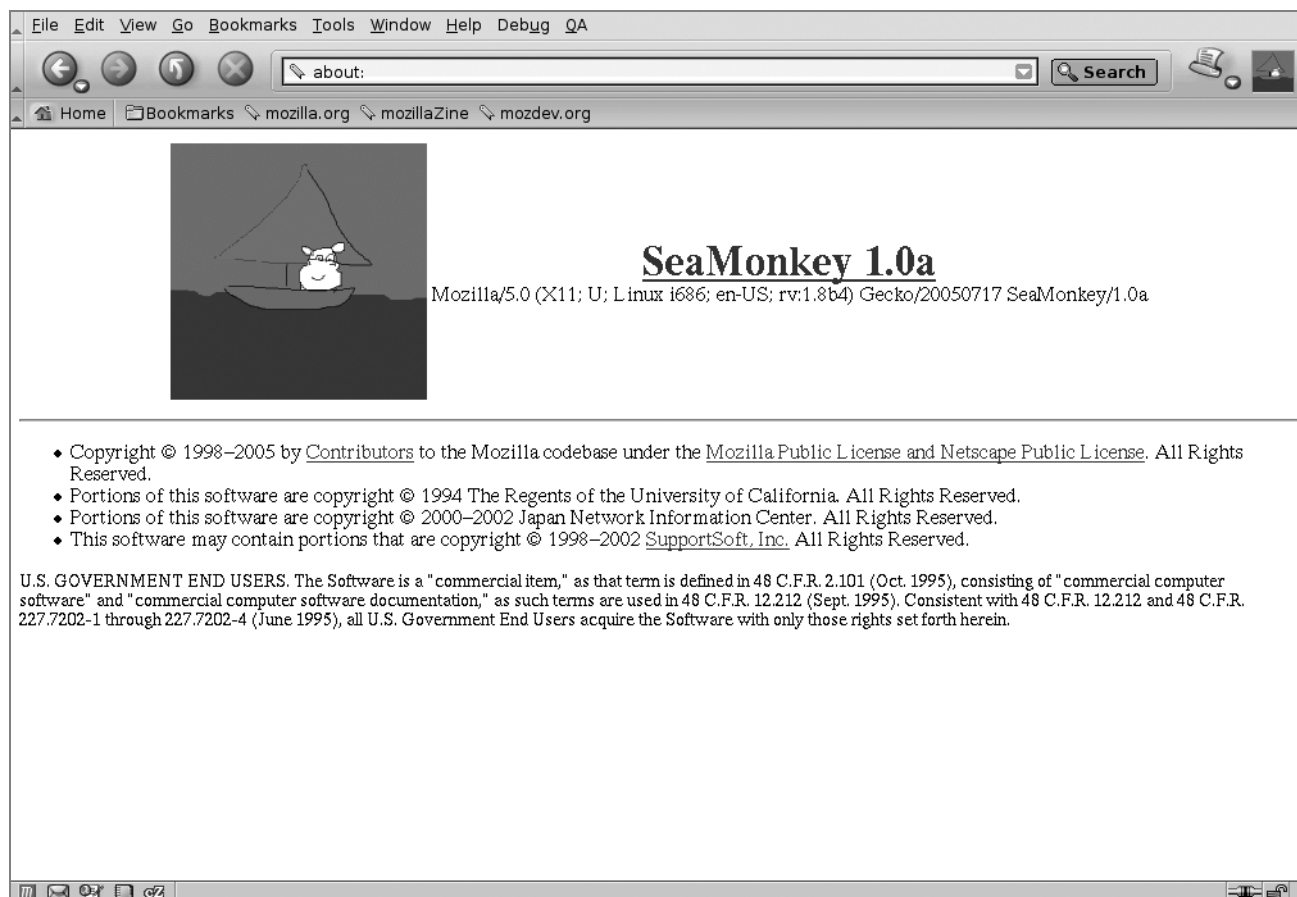 File Edit View Go Bookmarks Tools Window Help Debug QA
about:
Search
Home Bookmarks mozilla.org mozillaZine mozdev.org
SeaMonkey 1.0a
Mozilla/5.0 (X11; U; Linux i686; en-US; rv:1.8b4) Gecko/20050717 SeaMonkey/1.0a
Copyright © 1998–2005 by Contributors to the Mozilla codebase under the Mozilla Public License and Netscape Public License. All Rights
Reserved.
Portions of this software are copyright © 1994 The Regents of the University of California. All Rights Reserved.
Portions of this software are copyright © 2000–2002 Japan Network Information Center. All Rights Reserved.
This software may contain portions that are copyright © 1998–2002 SupportSoft, Inc. All Rights Reserved.
U.S. GOVERNMENT END USERS. The Software is a "commercial item," as that term is defined in 48 C.F.R. 2.101 (Oct. 1995), consisting of "commercial computer
software" and "commercial computer software documentation," as such terms are used in 48 C.F.R. 12.212 (Sept. 1995). Consistent with 48 C.F.R. 12.212 and 48 C.F.R.
227.7202-1 through 227.7202-4 (June 1995), all U.S. Government End Users acquire the Software with only those rights set forth herein.
cZ